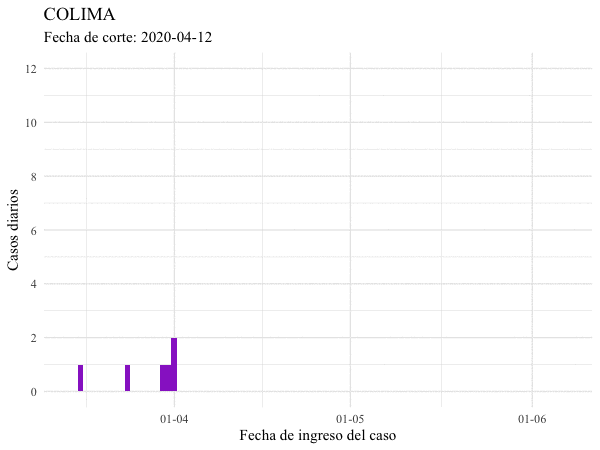 COLIMA
Fecha de corte: 2020-04-12
Casos diarios
12
10
8
6
4
2
0
01-04
01-05
01-06
Fecha de ingreso del caso